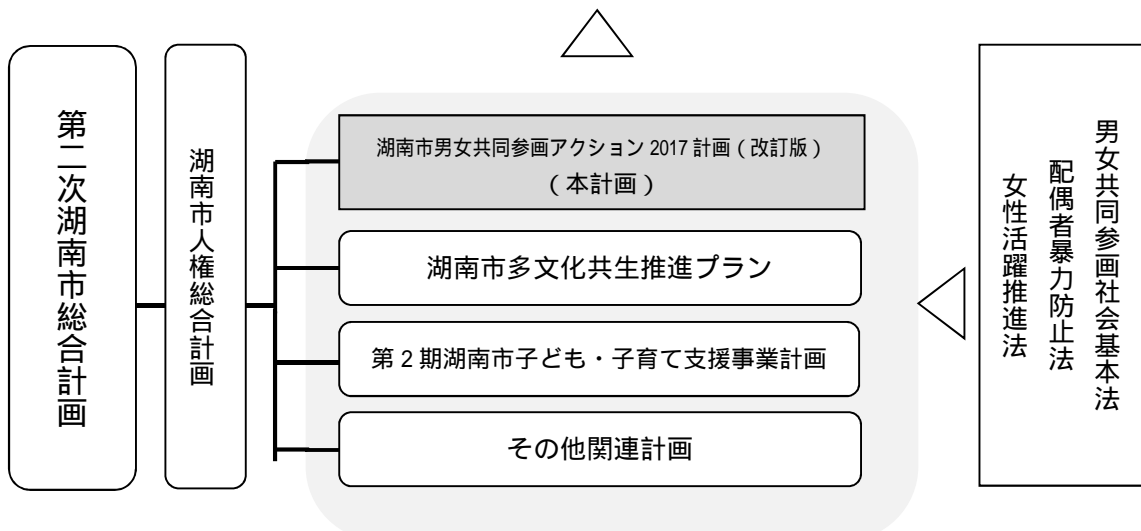 第二次湖南市総合計画
湖南市人権総合計画
湖南市男女共同参画アクション 2017 計画（改訂版）
（本計画）
湖南市多文化共生推進プラン
第２期湖南市子ども・子育て支援事業計画
その他関連計画
男女共同参画社会基本法
配偶者暴力防止法
女性活躍推進法